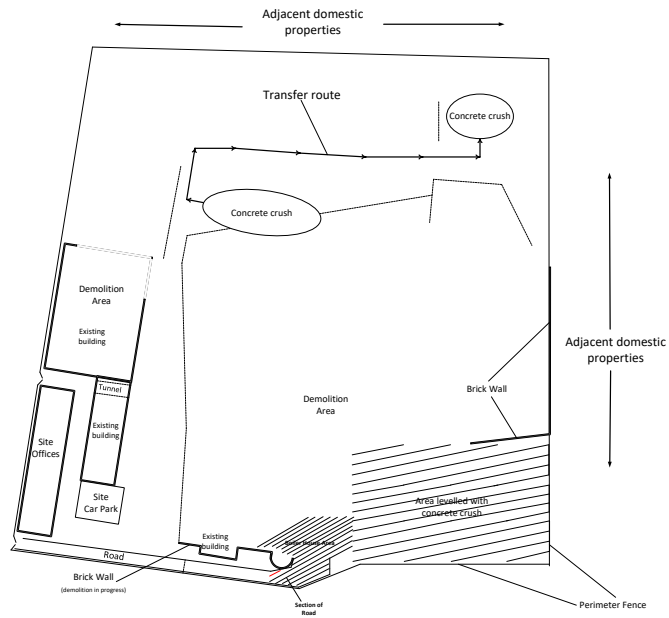 Adjacent domestic
properties
Transfer route
Concrete crush
Concrete crush
Demolition
Area
Existing
building
Adjacent domestic
properties
Tunnel
Brick Wall
Demolition
Area
Existing
building
Site
Offices
Site
Car Park
Area levelled with
concrete crush
Existing
building
House Area
Road
Brick Wall
(demolition in progress)
Section of
Road
Perimeter Fence